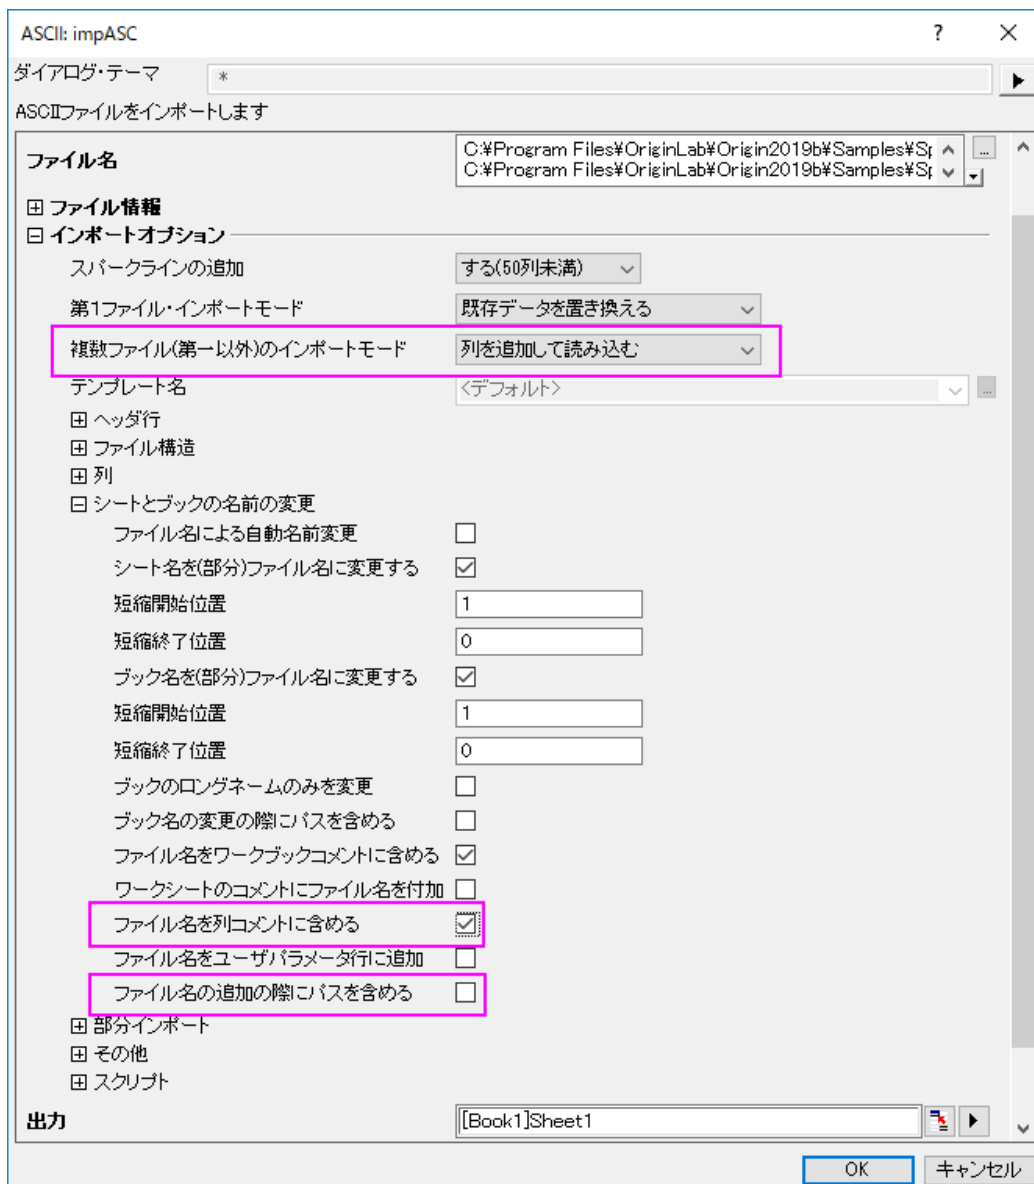 ASCII: impASC
?
ダイアログ・テーマ *
ASCIIファイルをインポートします
ファイル名 C:¥Program Files¥OriginLab¥Origin2019b¥Samples¥Sp
C:¥Program Files¥OriginLab¥Origin2019b¥Samples¥Sp
...
ファイル情報
インポートオプション
スパークラインの追加 する(50列未満)
第1ファイル・インポートモード 既存データを置き換える
複数ファイル(第一以外)のインポートモード 列を追加して読み込む
テンプレート名 <デフォルト> ...
ヘッダ行
ファイル構造
列
シートとブックの名前の変更
ファイル名による自動名前変更
シート名を(部分)ファイル名に変更する
短縮開始位置 1
短縮終了位置 0
ブック名を(部分)ファイル名に変更する
短縮開始位置 1
短縮終了位置 0
ブックのロングネームのみを変更
ブック名の変更の際にパスを含める
ファイル名をワークブックコメントに含める
ワークシートのコメントにファイル名を付加
ファイル名を列コメントに含める
ファイル名をユーザパラメータ行に追加
ファイル名の追加の際にパスを含める
部分インポート
その他
スクリプト
出力 [Book1]Sheet1
OK キャンセル